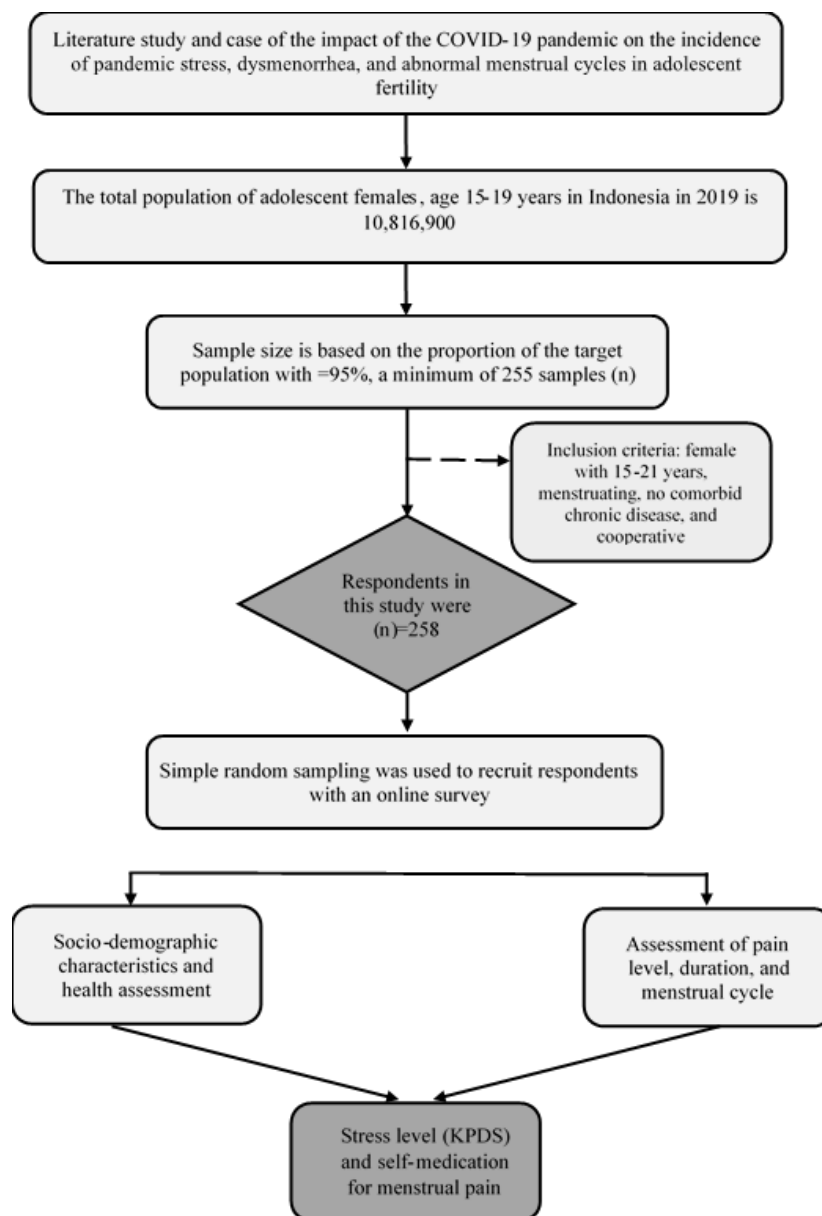 Literature study and case of the impact of the COVID-19 pandemic on the incidence
of pandemic stress, dysmenorrhea, and abnormal menstrual cycles in adolescent
fertility
The total population of adolescent females, age 15-19 years in Indonesia in 2019 is
10,816,900
Sample size is based on the proportion of the target
population with =95%, a minimum of 255 samples (n)
Inclusion criteria: female
with 15-21 years,
menstruating, no comorbid
chronic disease, and
cooperative
Respondents in
this study were
(n)=258
Simple random sampling was used to recruit respondents
with an online survey
Socio-demographic
characteristics and
health assessment
Assessment of pain
level, duration, and
menstrual cycle
Stress level (KPDS)
and self-medication
for menstrual pain